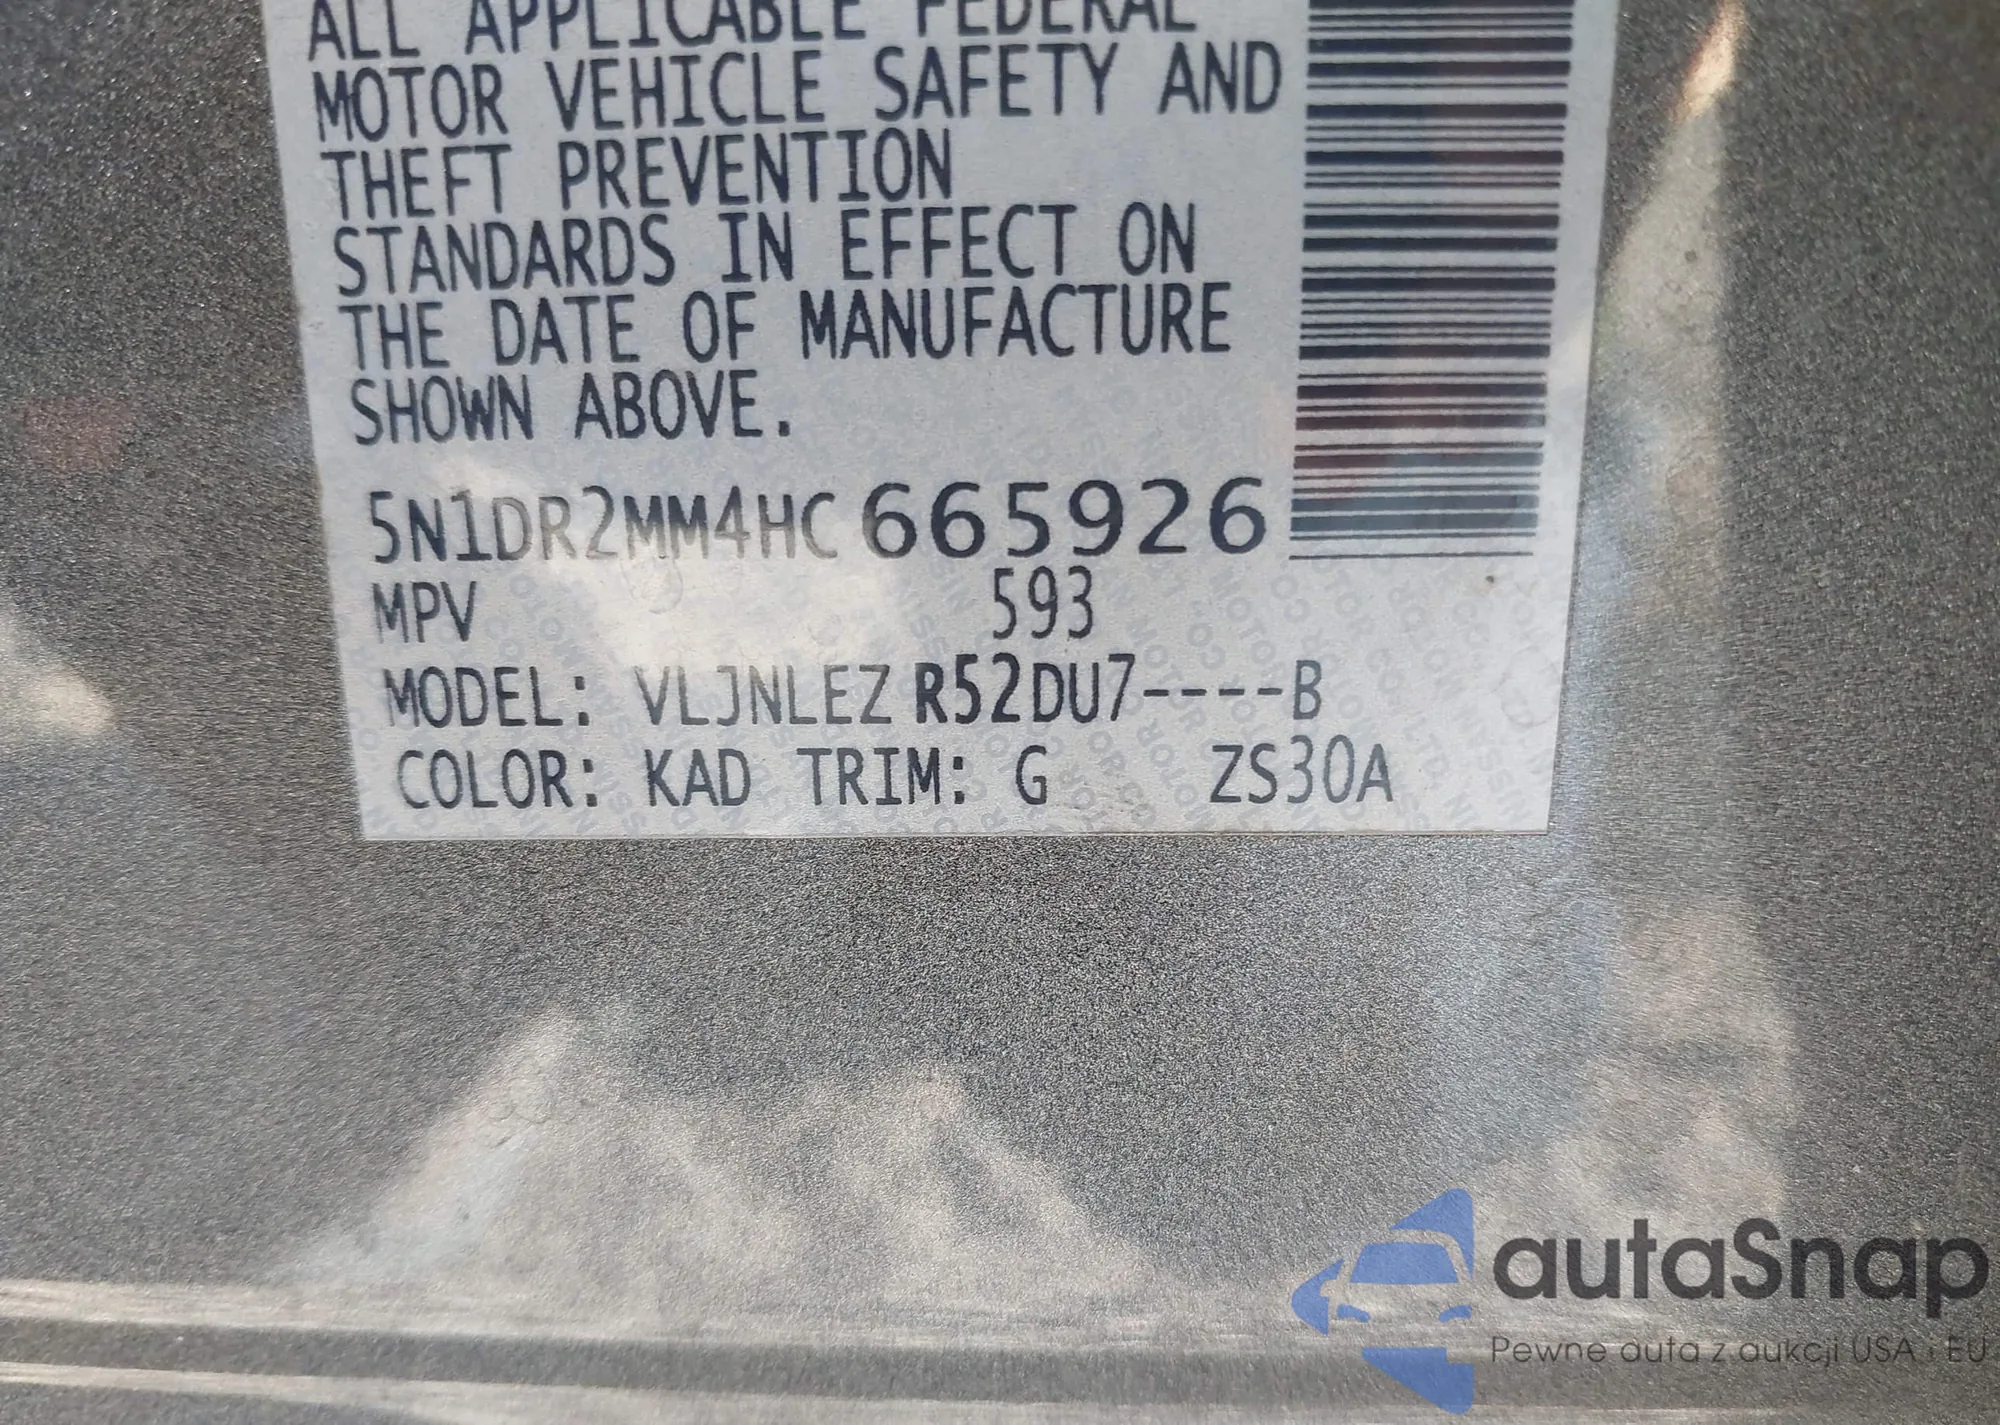 ALL APPLICABLE FEDERAL
MOTOR VEHICLE SAFETY AND
THEFT PREVENTION
STANDARDS IN EFFECT ON
THE DATE OF MANUFACTURE
SHOWN ABOVE.
5N1DR2MM4HC665926
MPV 593
MODEL: VLJNLEZ R52DU7----B
COLOR: KAD TRIM: G ZS30A
autaSnap
Pewne auta z aukcji USA i EU